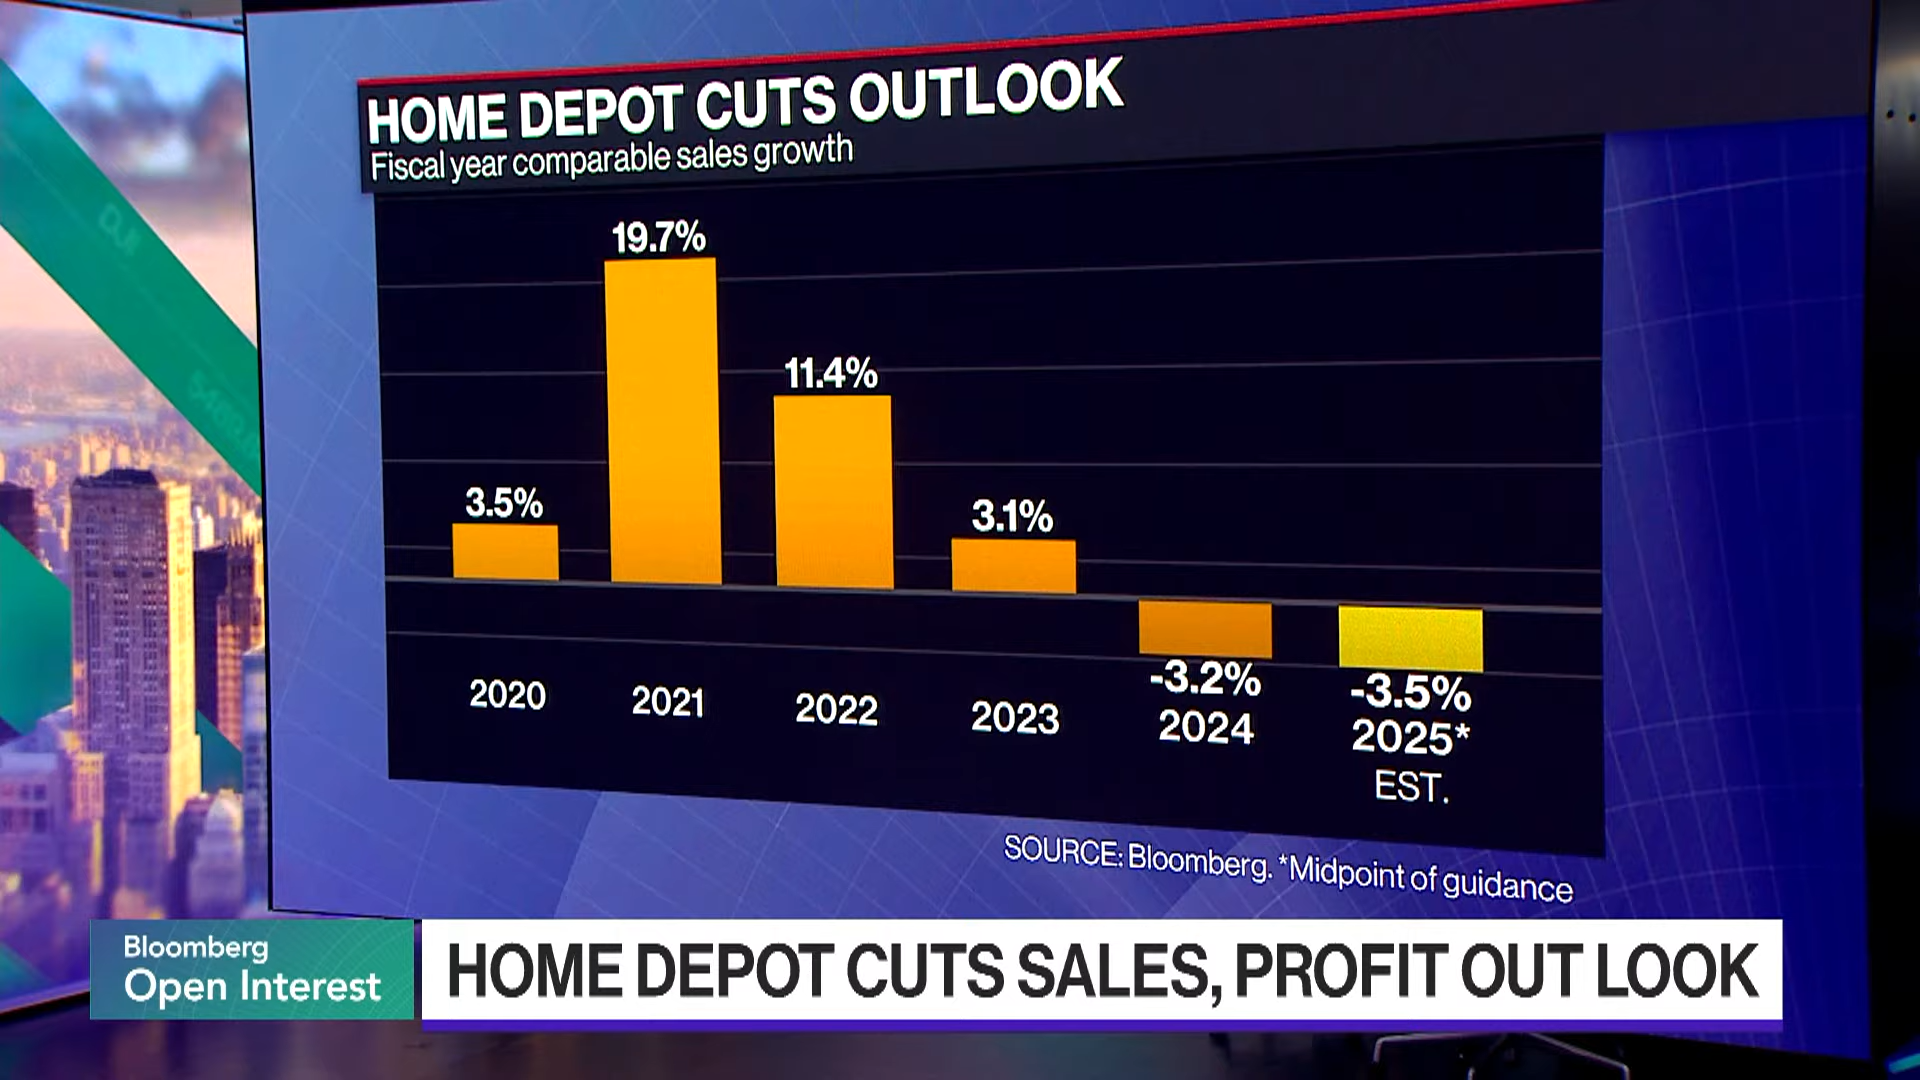 HOME DEPOT CUTS OUTLOOK
Fiscal year comparable sales growth
19.7%
11.4%
3.5%
3.1%
-3.2%
-3.5%
2020
2021
2022
2023
2024
2025*
EST.
SOURCE: Bloomberg. *Midpoint of guidance
Bloomberg
Open Interest
HOME DEPOT CUTS SALES, PROFIT OUT LOOK